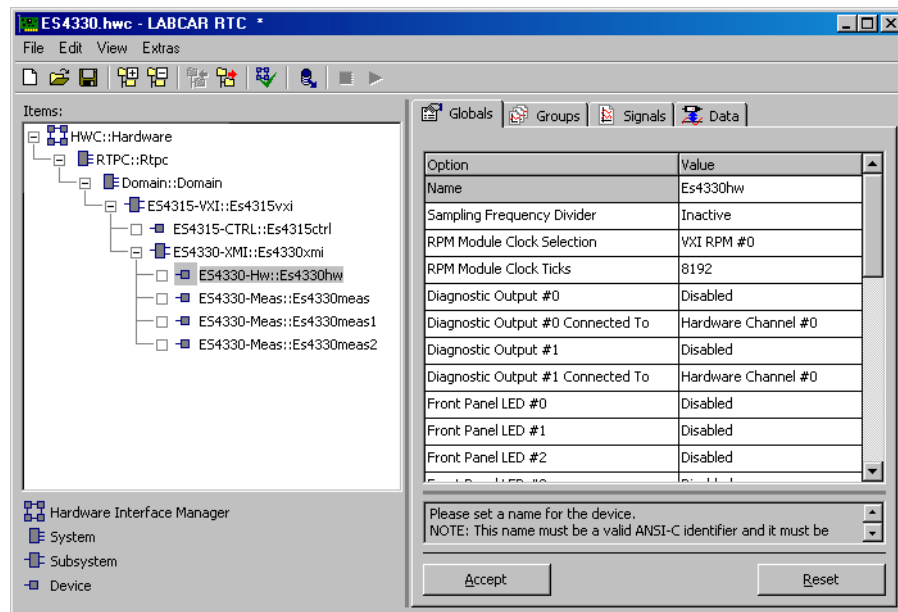 ES4330.hwc - LABCAR RTC *
File Edit View Extras
Items:
HWC::Hardware
RTPC::Rtpc
Domain::Domain
ES4315-VXI::Es4315vxi
ES4315-CTRL::Es4315ctrl
ES4330-XMI::Es4330xmi
ES4330-Hw::Es4330hw
ES4330-Meas::Es4330meas
ES4330-Meas::Es4330meas1
ES4330-Meas::Es4330meas2
Hardware Interface Manager
System
Subsystem
Device
Globals Groups Signals Data
Option Value
Name Es4330hw
Sampling Frequency Divider Inactive
RPM Module Clock Selection VXI RPM #0
RPM Module Clock Ticks 8192
Diagnostic Output #0 Disabled
Diagnostic Output #0 Connected To Hardware Channel #0
Diagnostic Output #1 Disabled
Diagnostic Output #1 Connected To Hardware Channel #0
Front Panel LED #0 Disabled
Front Panel LED #1 Disabled
Front Panel LED #2 Disabled
Please set a name for the device.
NOTE: This name must be a valid ANSI-C identifier and it must be
Accept Reset